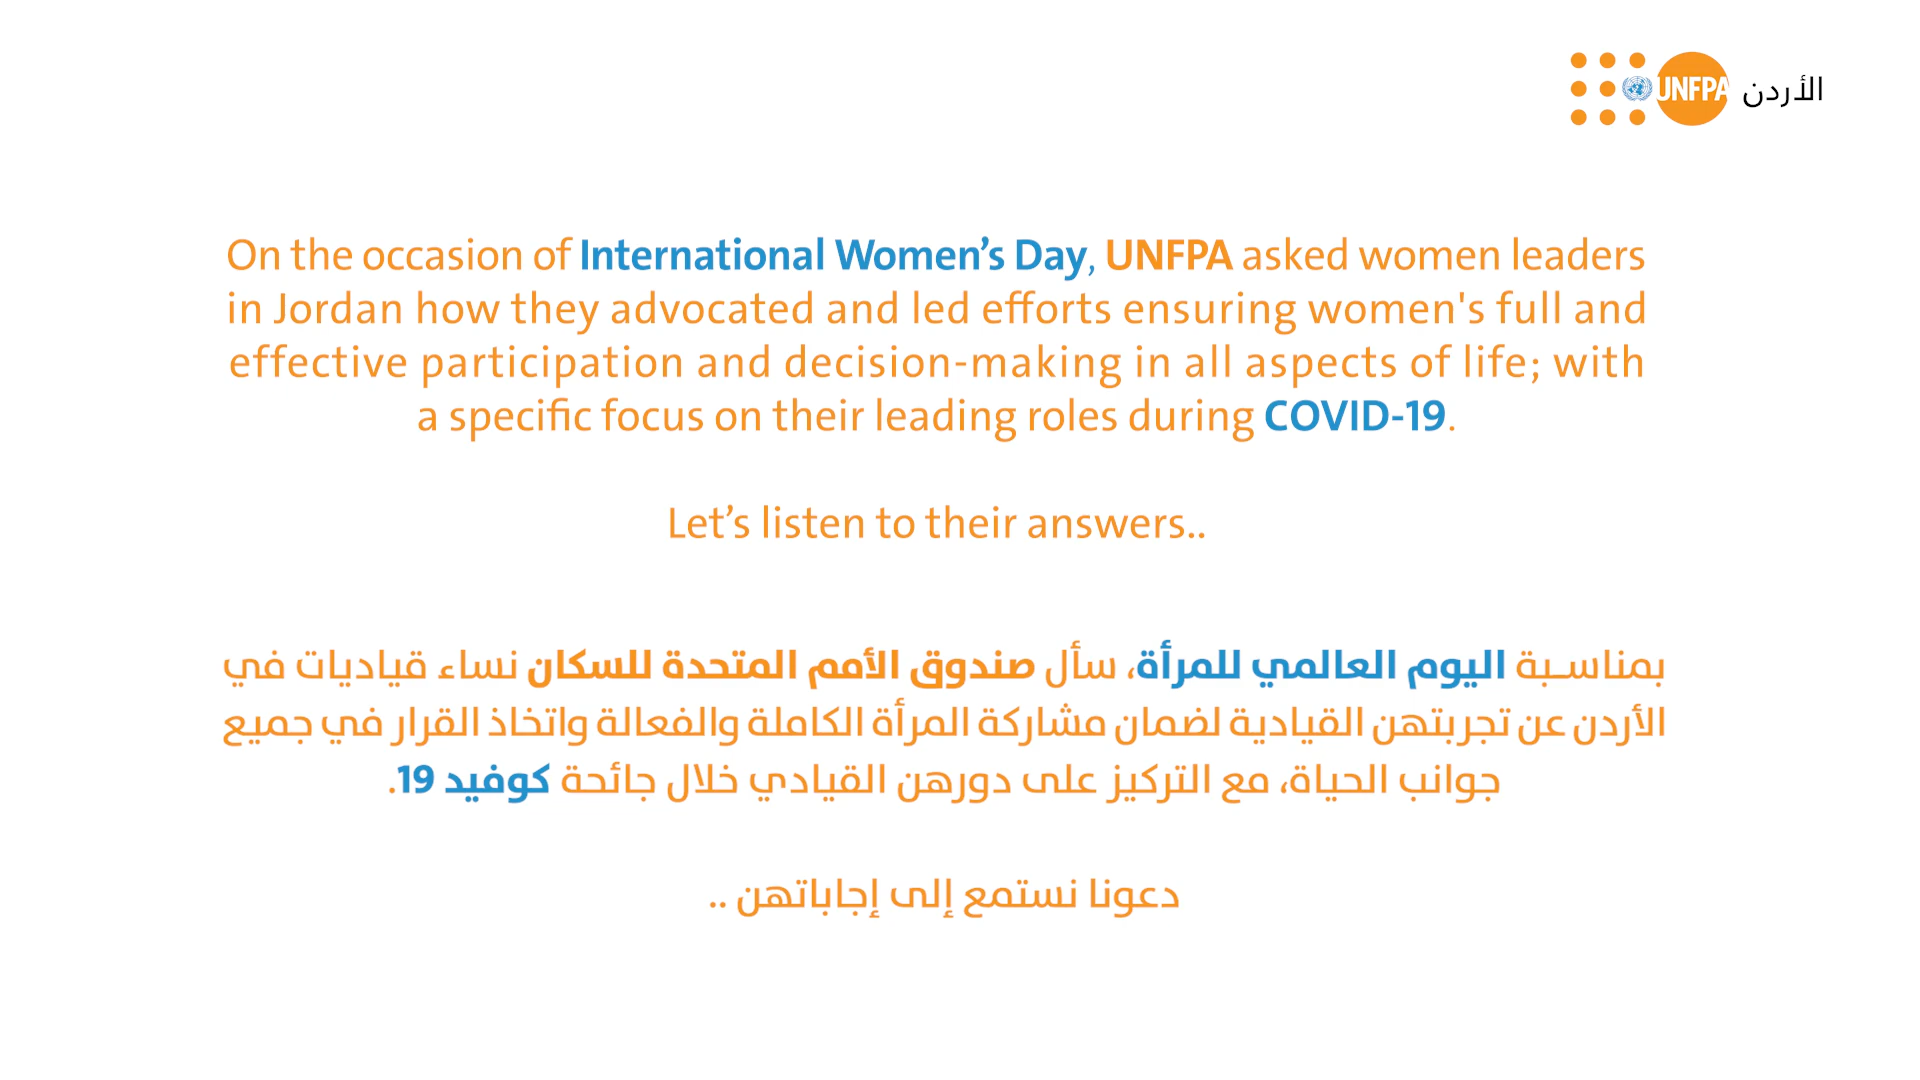 UNFPA الأردن
On the occasion of International Women’s Day, UNFPA asked women leaders
in Jordan how they advocated and led efforts ensuring women's full and
effective participation and decision-making in all aspects of life; with
a specific focus on their leading roles during COVID-19.
Let’s listen to their answers..
بمناسـبة اليوم العالمي للمرأة، سأل صندوق الأمم المتحدة للسكان نساء قياديات في
الأردن عن تجربتهن القيادية لضمان مشاركة المرأة الكاملة والفعالة واتخاذ القرار في جميع
جوانب الحياة، مع التركيز على دورهن القيادي خلال جائحة كوفيد 19.
دعونا نستمع إلى إجاباتهن ..